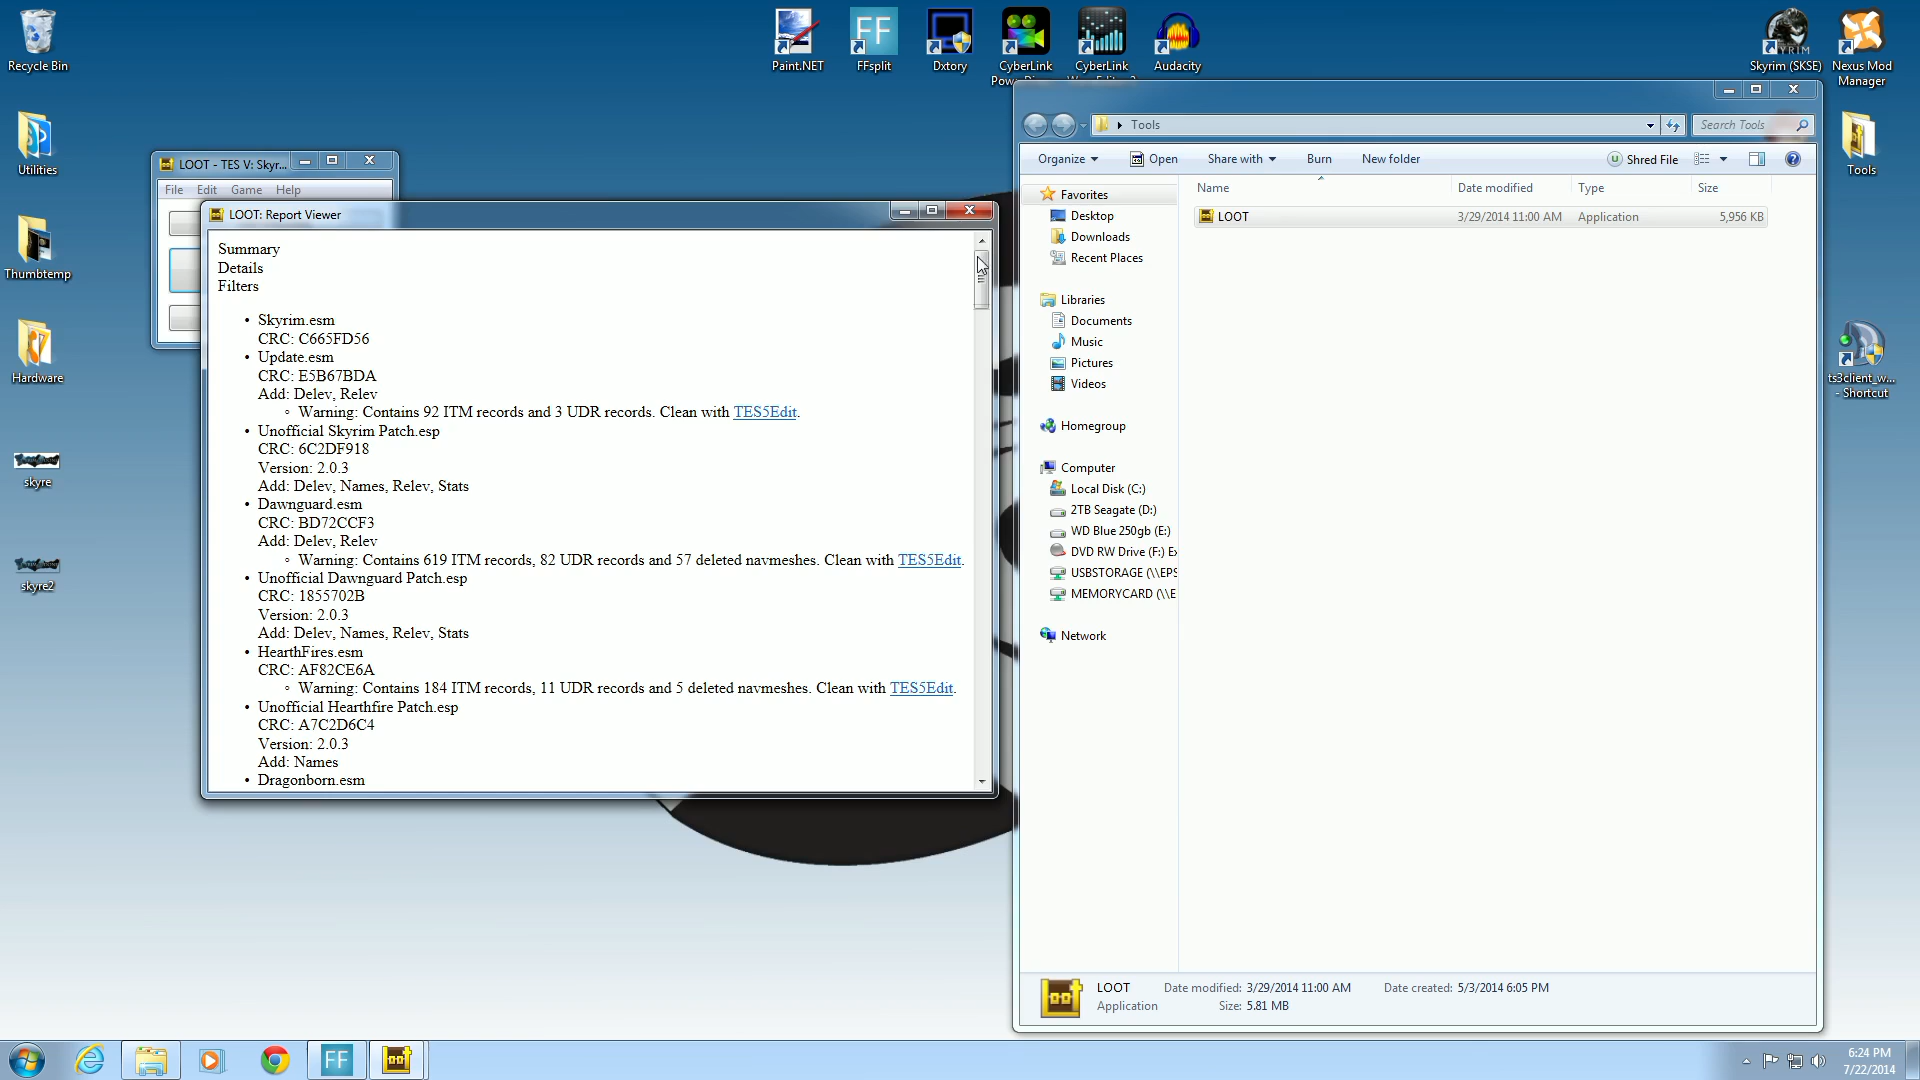 Recycle Bin
Utilities
Thumbtemp
Hardware
skyre
skyre2
Paint.NET
FF
FFsplit
Dxtory
CyberLink
CyberLink
Audacity
SKYRIM
Skyrim (SKSE)
Nexus Mod
Manager
Tools
ts3client_w...
- Shortcut
LOOT - TES V: Skyr...
File Edit Game Help
LOOT: Report Viewer
Summary
Details
Filters
• Skyrim.esm
CRC: C665FD56
• Update.esm
CRC: E5B67BDA
Add: Delev, Relev
◦ Warning: Contains 92 ITM records and 3 UDR records. Clean with TES5Edit.
• Unofficial Skyrim Patch.esp
CRC: 6C2DF918
Version: 2.0.3
Add: Delev, Names, Relev, Stats
• Dawnguard.esm
CRC: BD72CCF3
Add: Delev, Relev
◦ Warning: Contains 619 ITM records, 82 UDR records and 57 deleted navmeshes. Clean with TES5Edit.
• Unofficial Dawnguard Patch.esp
CRC: 1855702B
Version: 2.0.3
Add: Delev, Names, Relev, Stats
• HearthFires.esm
CRC: AF82CE6A
◦ Warning: Contains 184 ITM records, 11 UDR records and 5 deleted navmeshes. Clean with TES5Edit.
• Unofficial Hearthfire Patch.esp
CRC: A7C2D6C4
Version: 2.0.3
Add: Names
• Dragonborn.esm
Tools
Search Tools
Organize Open Share with Burn New folder Shred File
Name Date modified Type Size
LOOT 3/29/2014 11:00 AM Application 5,956 KB
Favorites
Desktop
Downloads
Recent Places
Libraries
Documents
Music
Pictures
Videos
Homegroup
Computer
Local Disk (C:)
2TB Seagate (D:)
WD Blue 250gb (E:)
DVD RW Drive (F:) Ex
USBSTORAGE (\\EPS
MEMORYCARD (\\E
Network
LOOT Date modified: 3/29/2014 11:00 AM Date created: 5/3/2014 6:05 PM
Application Size: 5.81 MB
FF
6:24 PM
7/22/2014